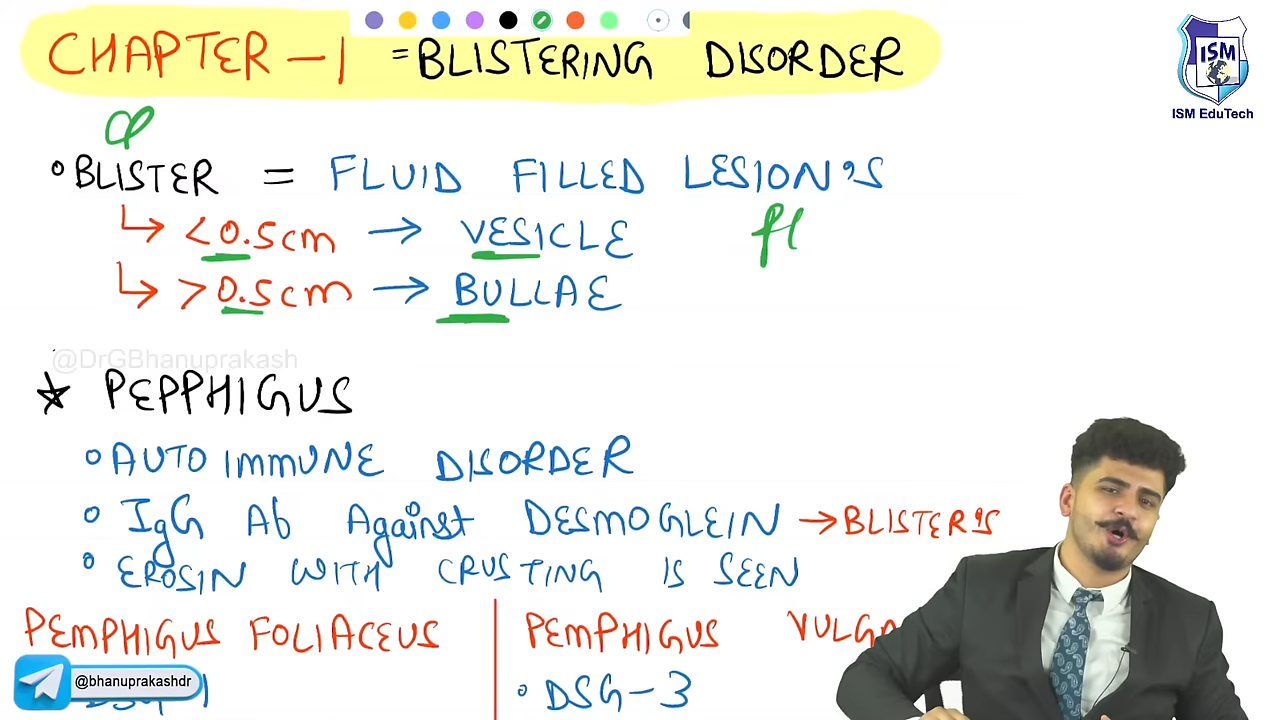 CHAPTER - 1 = BLISTERING DISORDER
ISM
ISM EduTech
• BLISTER = FLUID FILLED LESION'S
↳ < 0.5cm → VESICLE
↳ > 0.5cm → BULLAE
@DrGBhanuprakash
★ PEPPHIGUS
• AUTO IMMUNE DISORDER
• IgG Ab Against DESMOGLEIN → BLISTER'S
• EROSIN WITH CRUSTING IS SEEN
PEMPHIGUS FOLIACEUS
PEMPHIGUS
@bhanuprakashdr
• DSG - 3